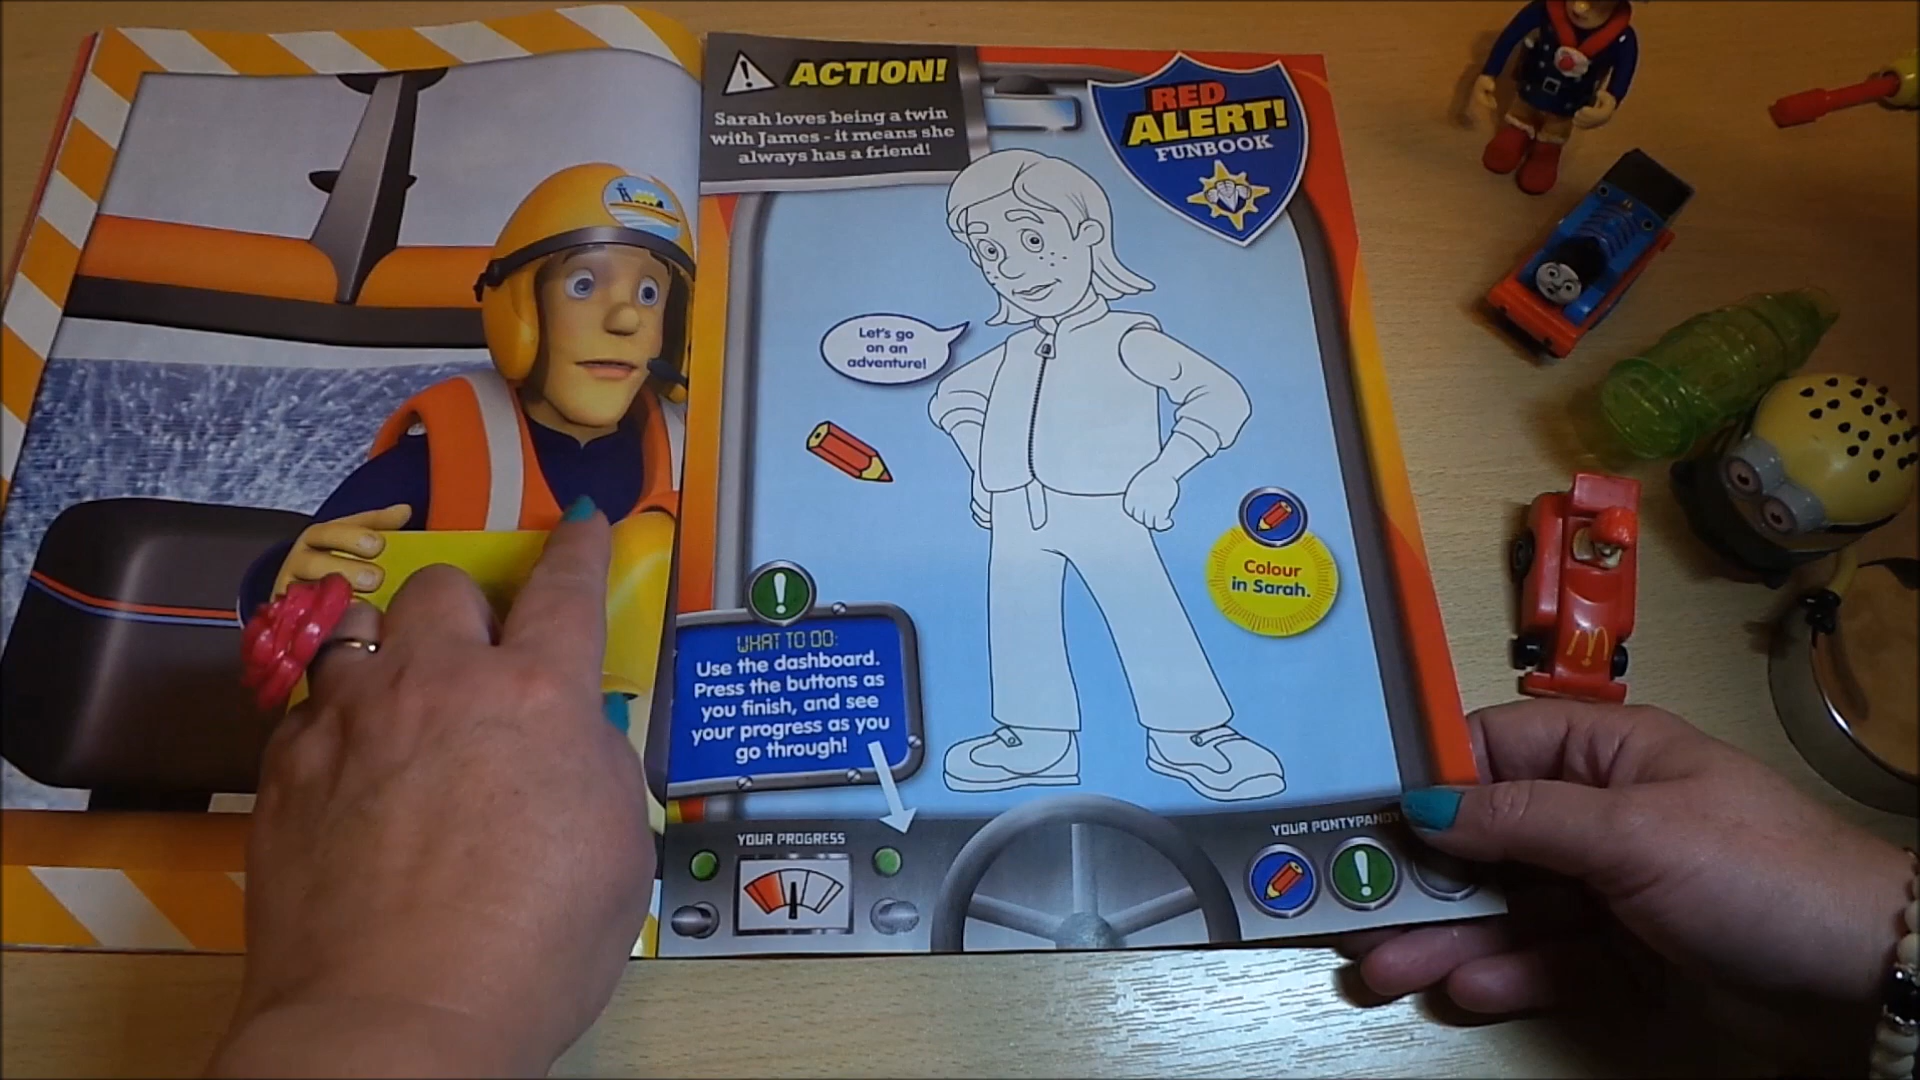 ACTION!
Sarah loves being a twin
with James - it means she
always has a friend!
RED
ALERT!
FUNBOOK
Let's go
on an
adventure!
Colour
in Sarah.
WHAT TO DO:
Use the dashboard.
Press the buttons as
you finish, and see
your progress as you
go through!
YOUR PROGRESS
YOUR PONTYPANDY